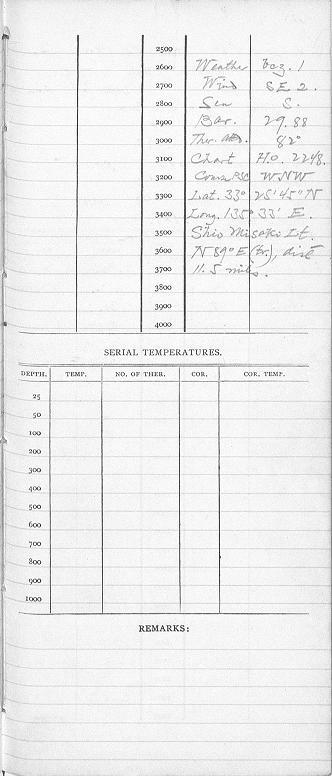 2500
2600 Weather bcz. 1
2700 Wind SE 2.
2800 Sea S.
2900 Bar. 29.88
3000 Ther. 82°
3100 Chart H.O. 2248.
3200 Course WNW
3300 Lat. 33° 25' 45" N
3400 Long. 135° 33' E.
3500 Shio Misaki Lt.
3600 N 89° E (tr.), dist
3700 11.5 miles.
3800
3900
4000
SERIAL TEMPERATURES.
DEPTH. TEMP. NO. OF THER. COR. COR. TEMP.
25
50
100
200
300
400
500
600
700
800
900
1000
REMARKS: